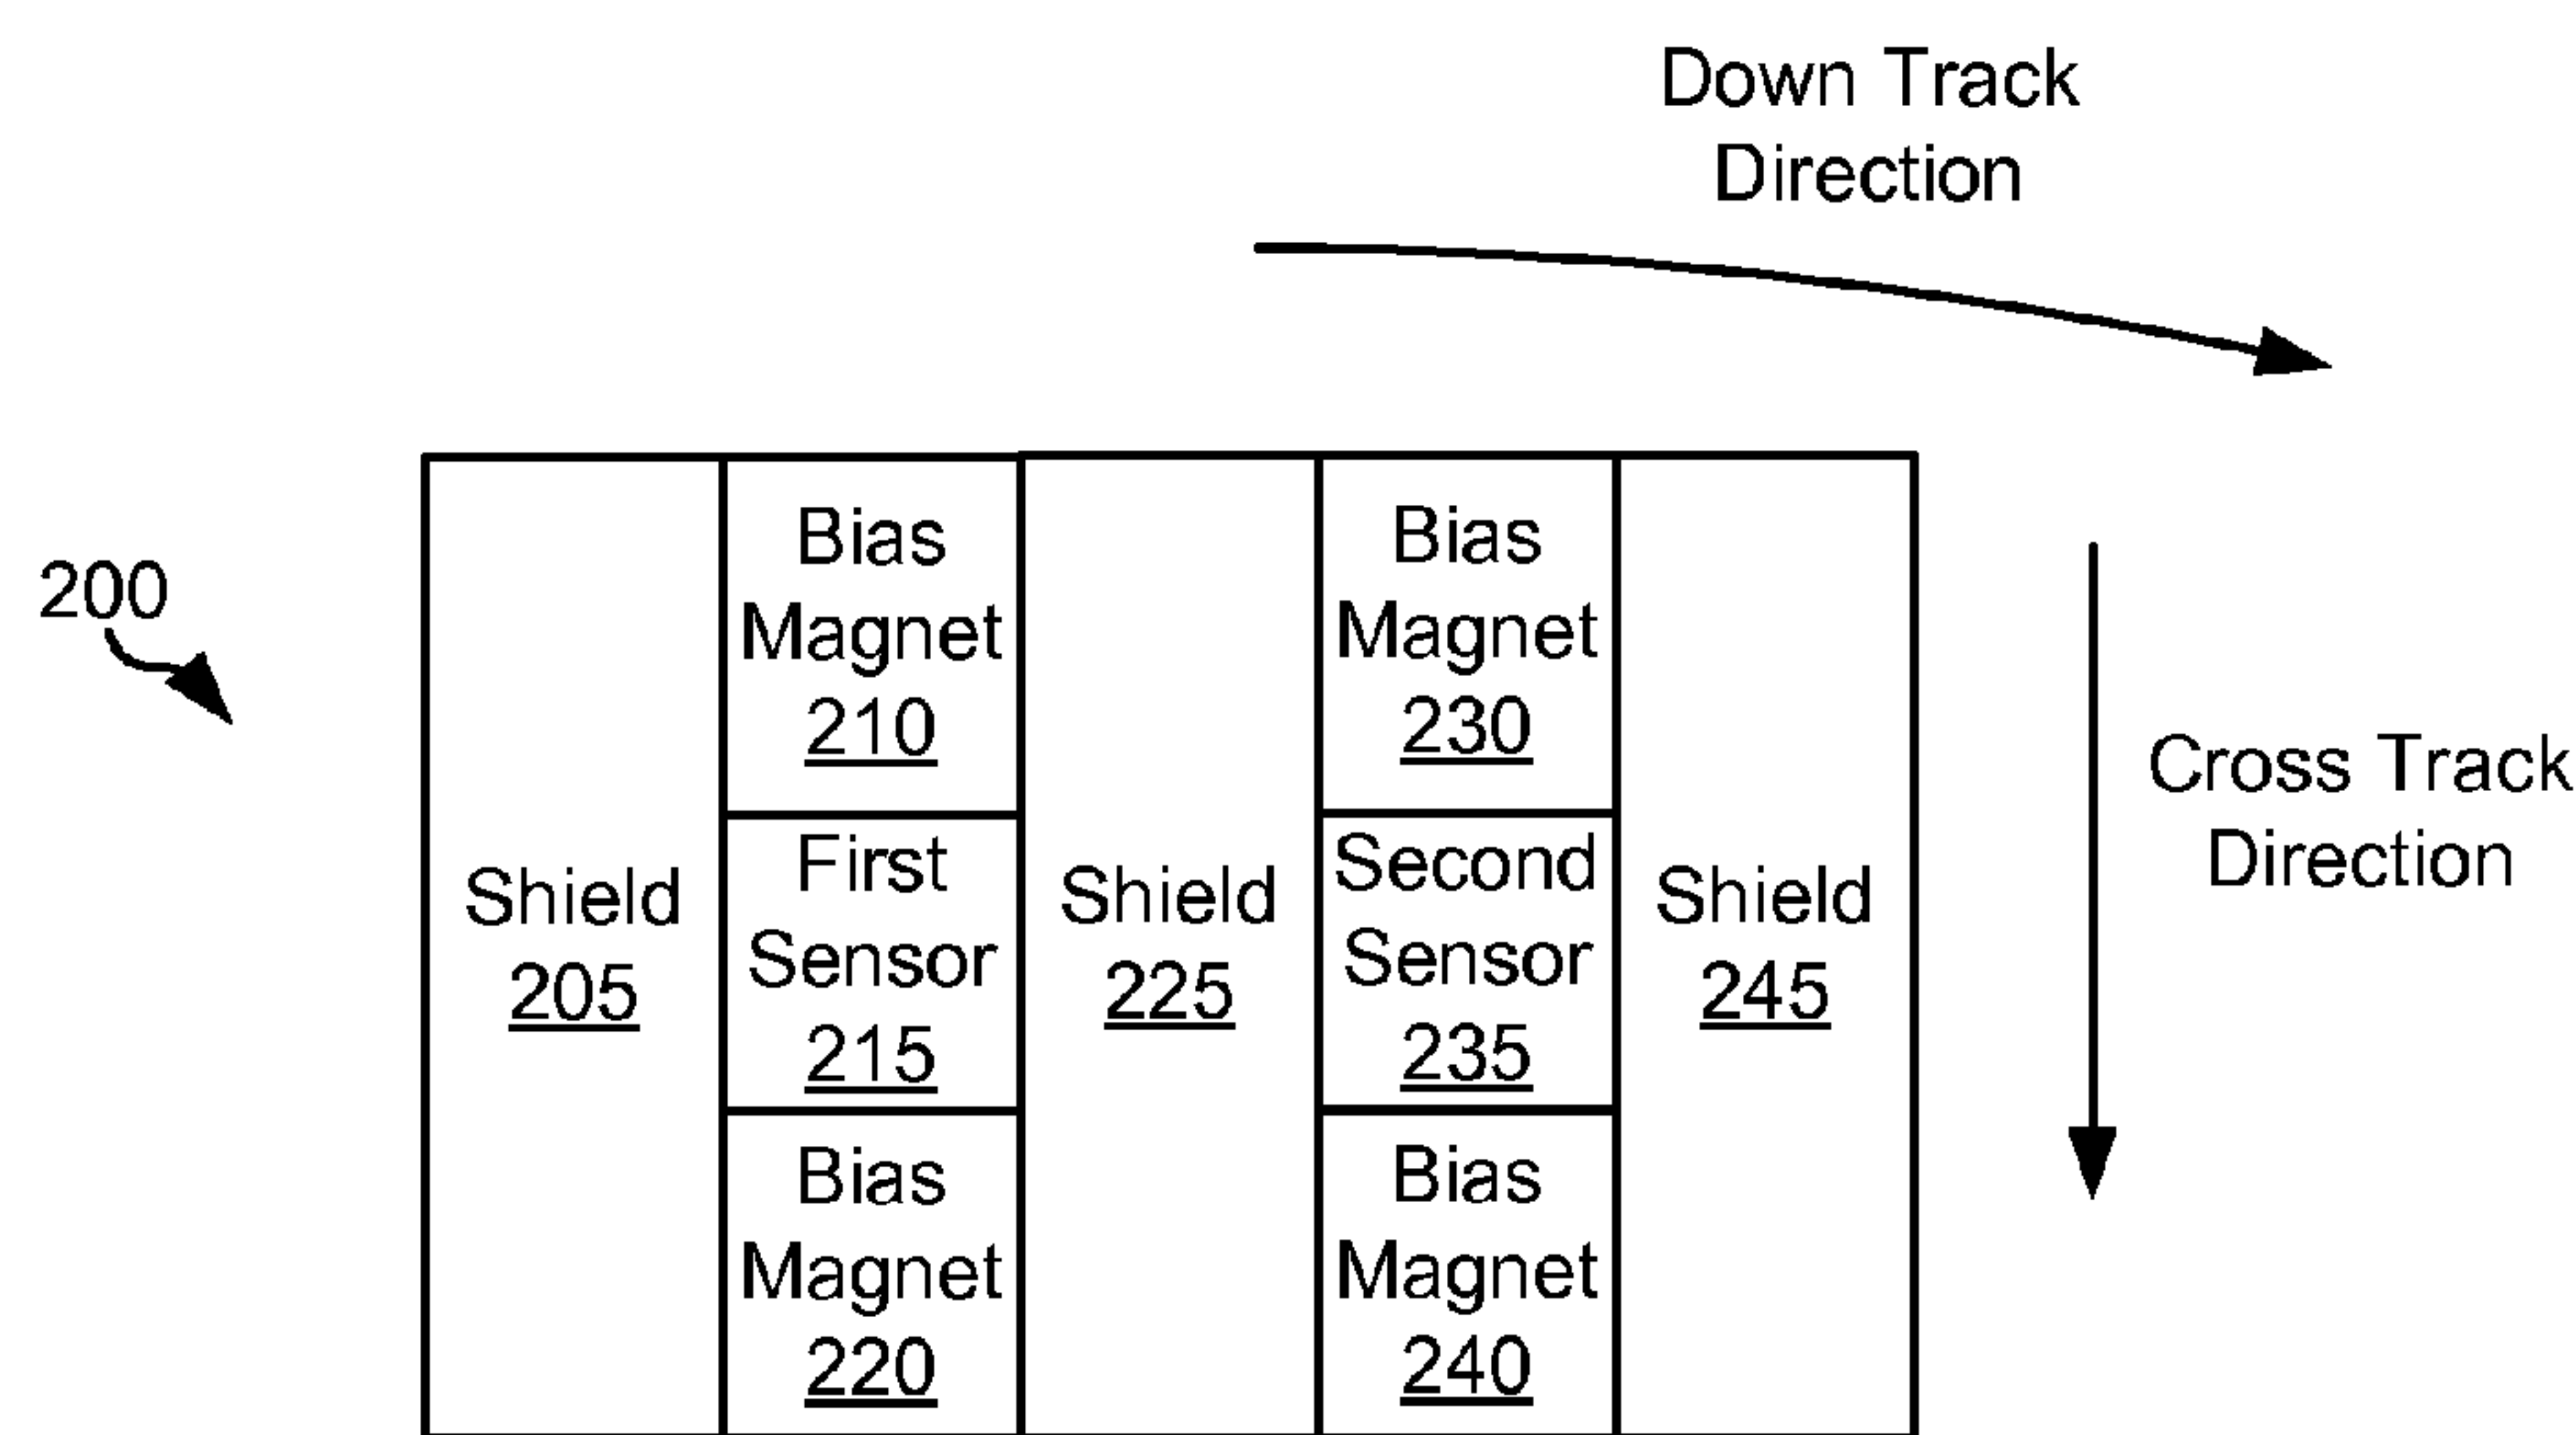 Down Track
Direction
200
Shield
205
Bias
Magnet
210
First
Sensor
215
Bias
Magnet
220
Shield
225
Bias
Magnet
230
Second
Sensor
235
Bias
Magnet
240
Shield
245
Cross Track
Direction